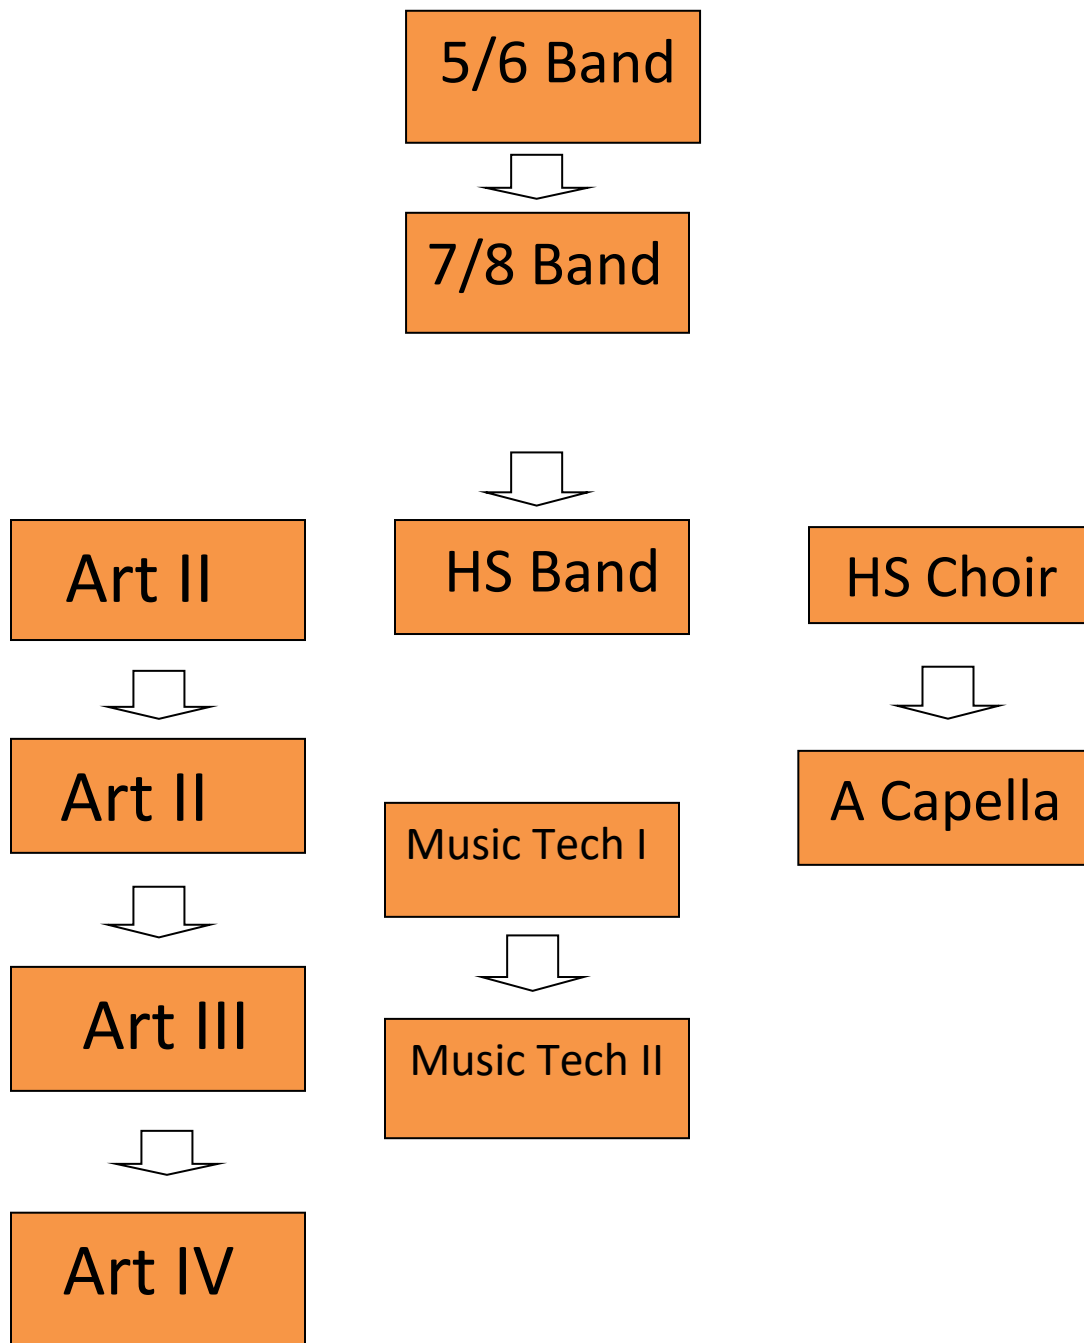 5/6 Band
7/8 Band
Art II
HS Band
HS Choir
Art II
Music Tech I
A Capella
Art III
Music Tech II
Art IV